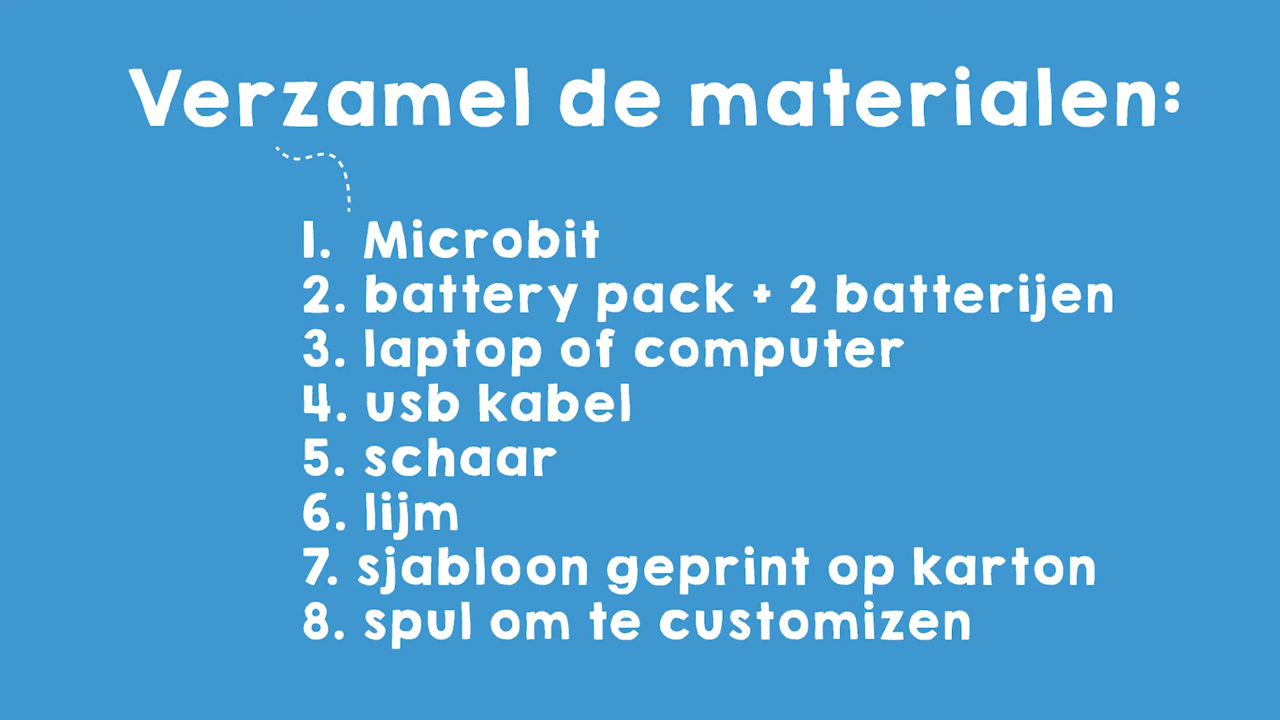 Verzamel de materialen:
1. Microbit
2. battery pack + 2 batterijen
3. laptop of computer
4. usb kabel
5. schaar
6. lijm
7. sjabloon geprint op karton
8. spul om te customizen